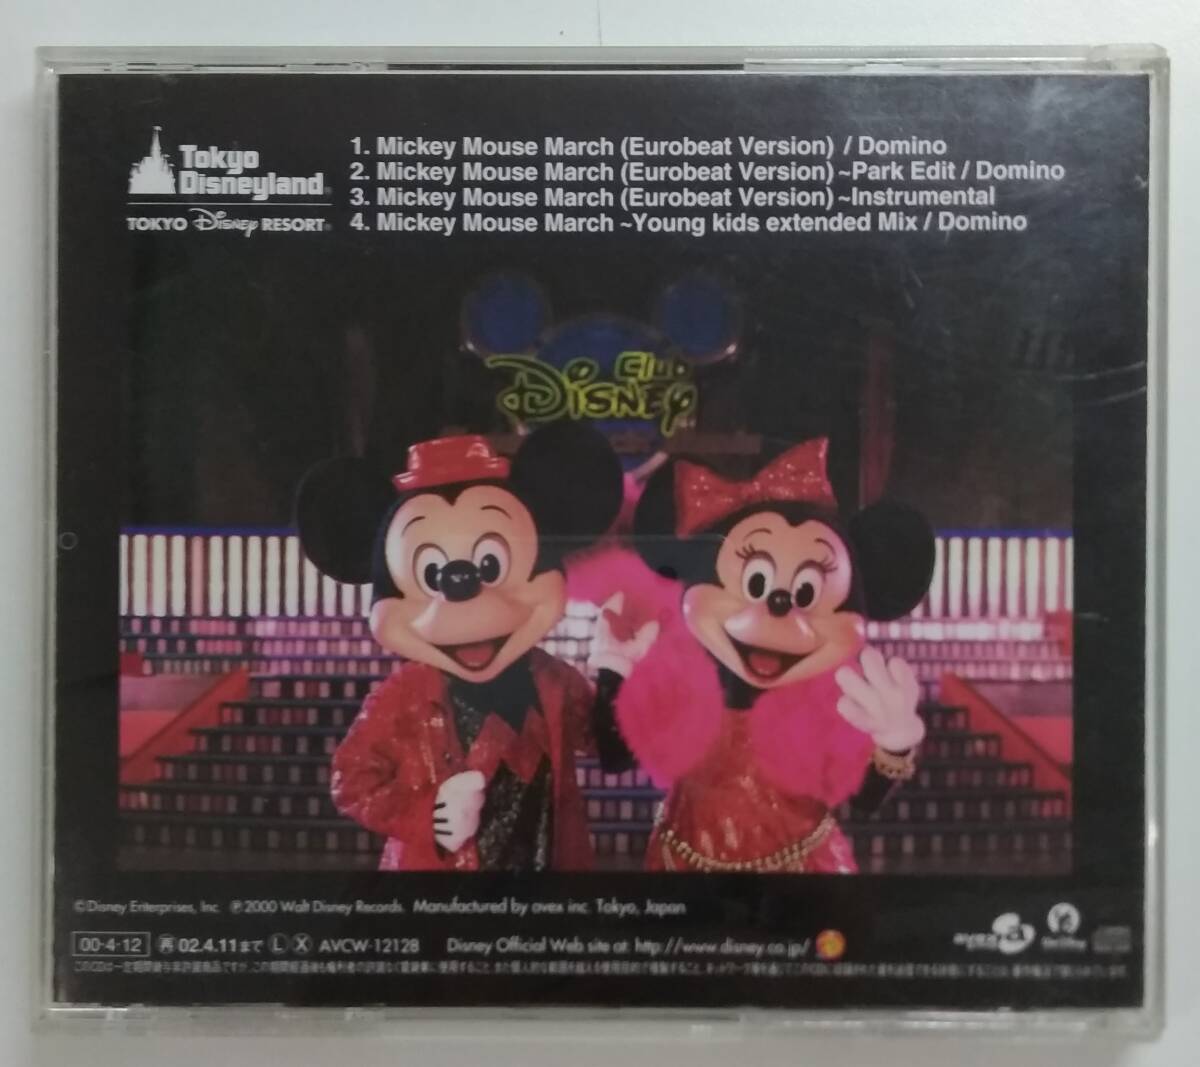 Tokyo
Disneyland®
TOKYO Disney RESORT®
1. Mickey Mouse March (Eurobeat Version) / Domino
2. Mickey Mouse March (Eurobeat Version) ~Park Edit / Domino
3. Mickey Mouse March (Eurobeat Version) ~Instrumental
4. Mickey Mouse March ~Young kids extended Mix / Domino
Club
Disney
©Disney Enterprises, Inc. ℗2000 Walt Disney Records. Manufactured by avex inc. Tokyo, Japan
00·4·12 再 02.4.11まで Ⓛ Ⓧ AVCW-12128 Disney Official Web site at: http://www.disney.co.jp/
avex